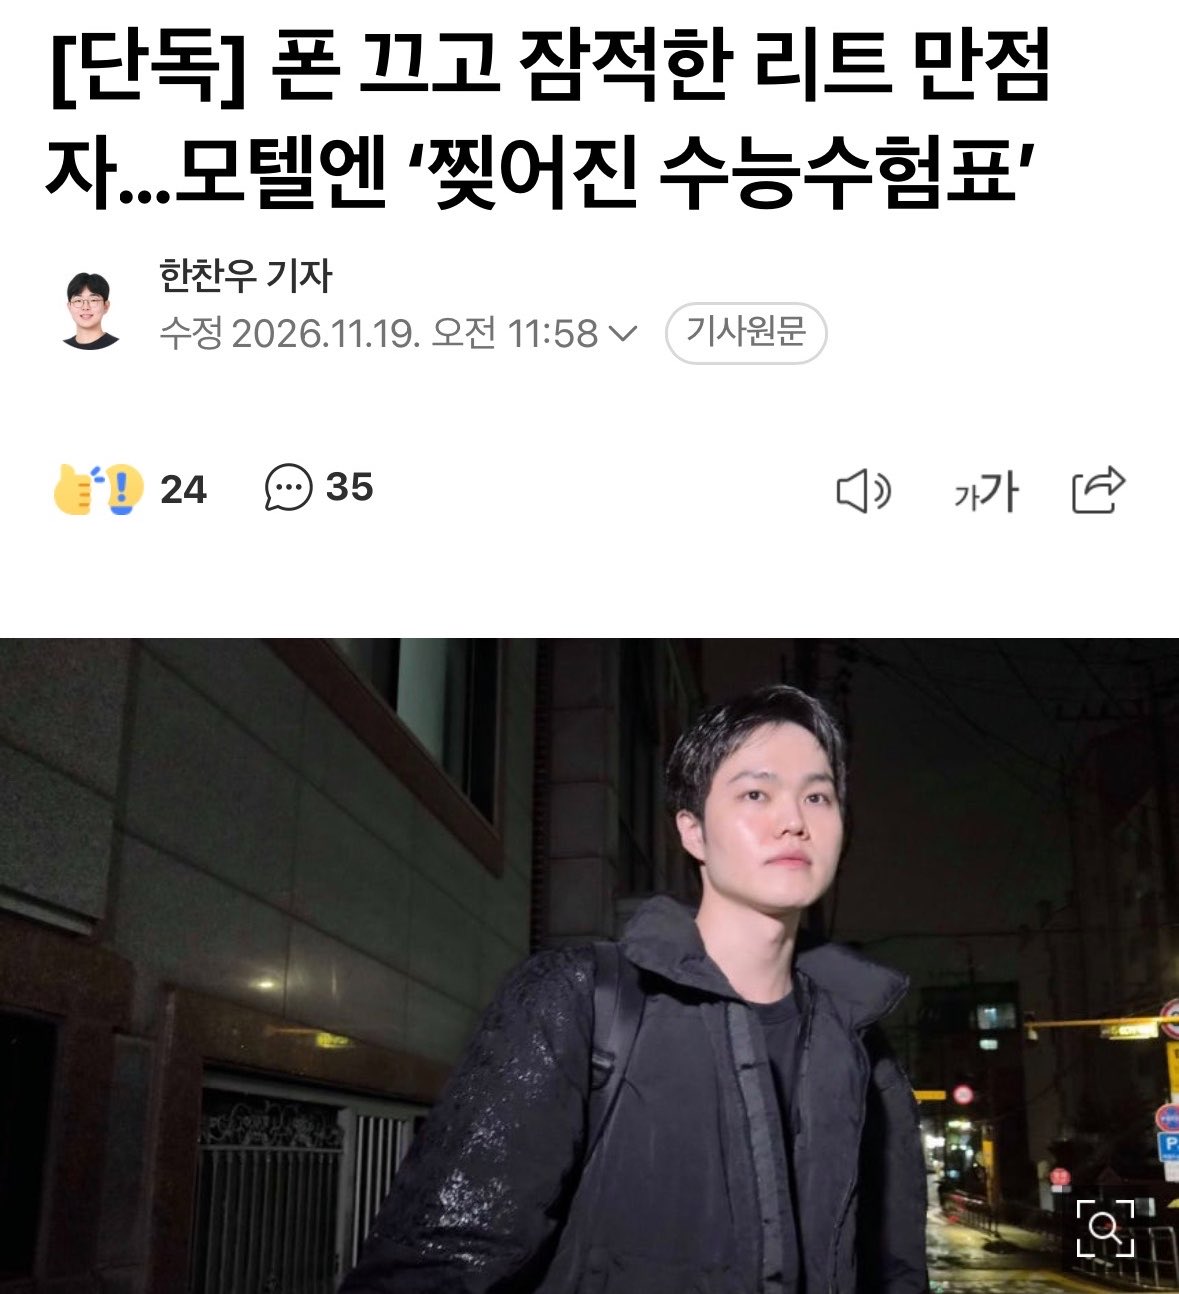 [단독] 폰 끄고 잠적한 리트 만점
자…모텔엔 ‘찢어진 수능수험표’
한찬우 기자
수정 2026.11.19. 오전 11:58
기사원문
24
35
가가
P